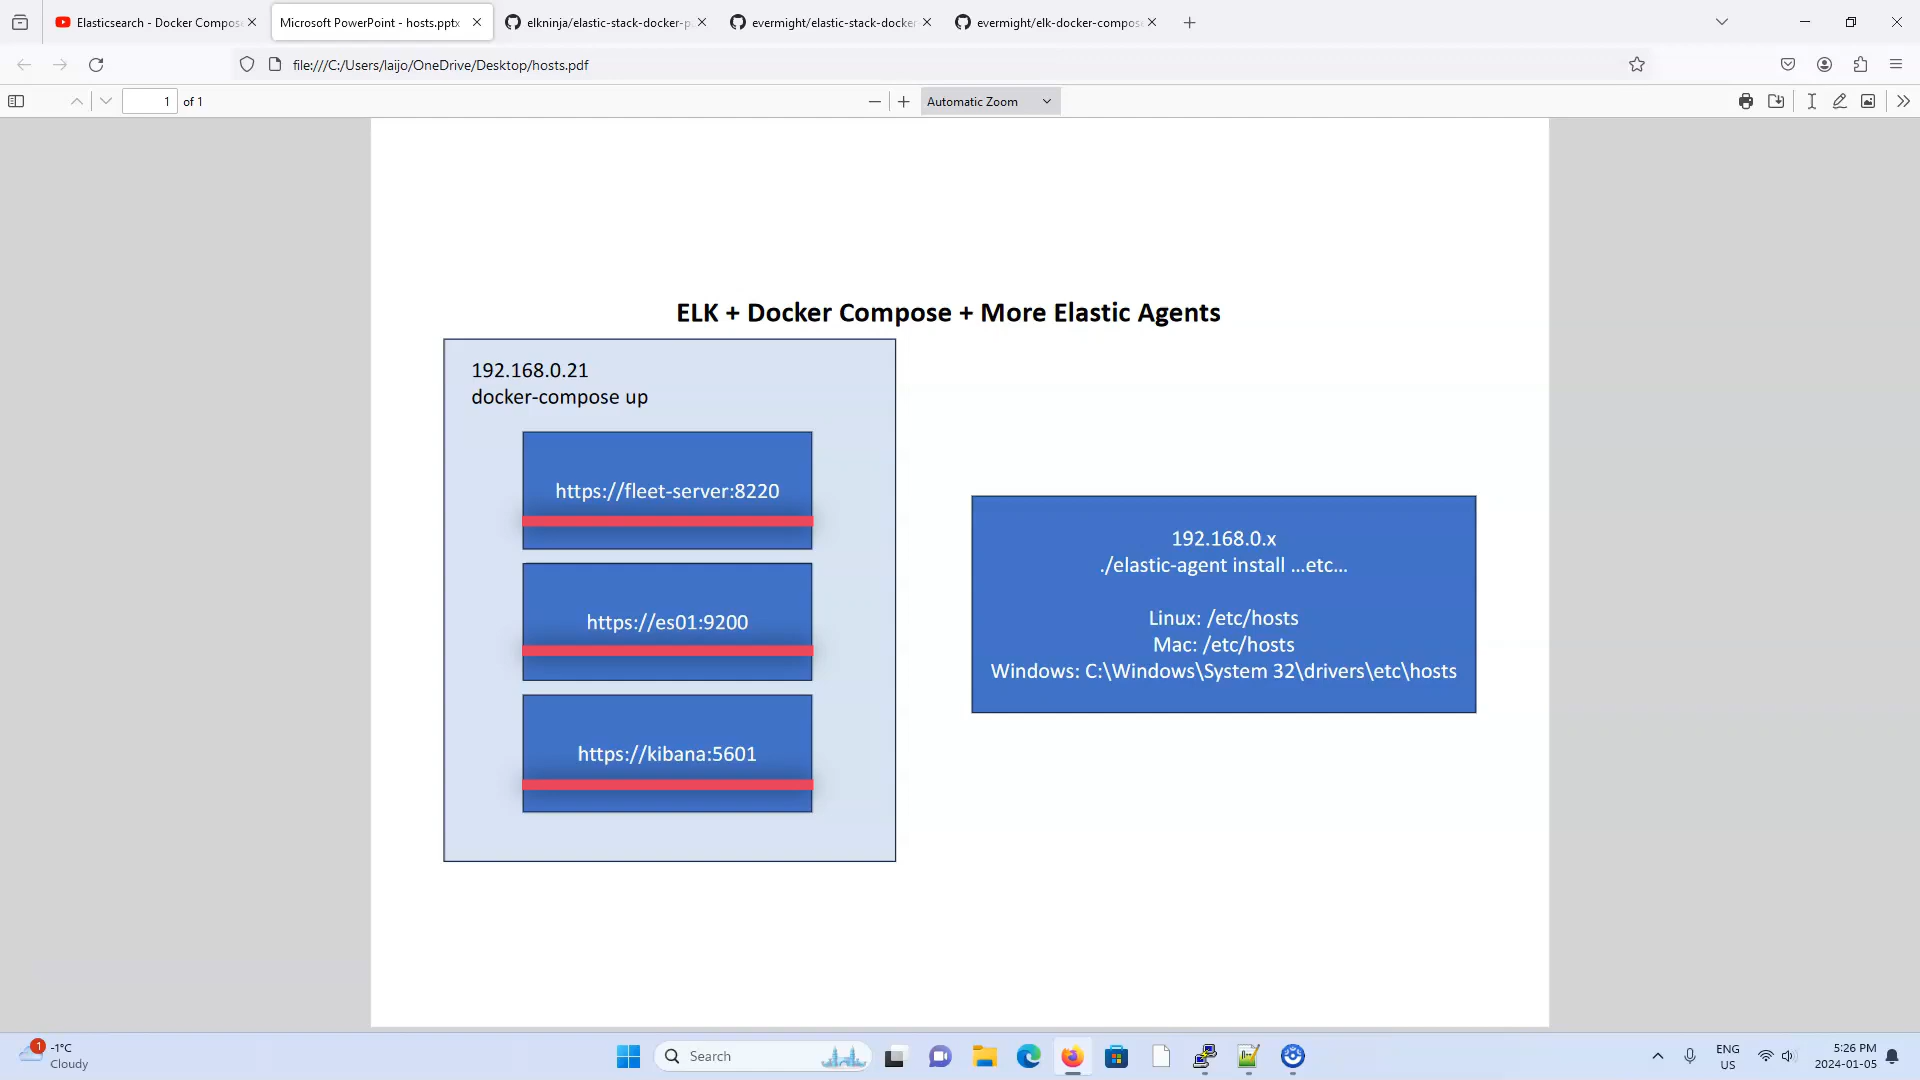 Elasticsearch - Docker Compos
Microsoft PowerPoint - hosts.pptx
elkninja/elastic-stack-docker-p
evermight/elastic-stack-docker-
evermight/elk-docker-compose
file:///C:/Users/laijo/OneDrive/Desktop/hosts.pdf
1 of 1
Automatic Zoom
ELK + Docker Compose + More Elastic Agents
192.168.0.21
docker-compose up
https://fleet-server:8220
https://es01:9200
https://kibana:5601
192.168.0.x
./elastic-agent install ...etc...
Linux: /etc/hosts
Mac: /etc/hosts
Windows: C:\Windows\System 32\drivers\etc\hosts
1
-1°C
Cloudy
Search
ENG
US
5:26 PM
2024-01-05